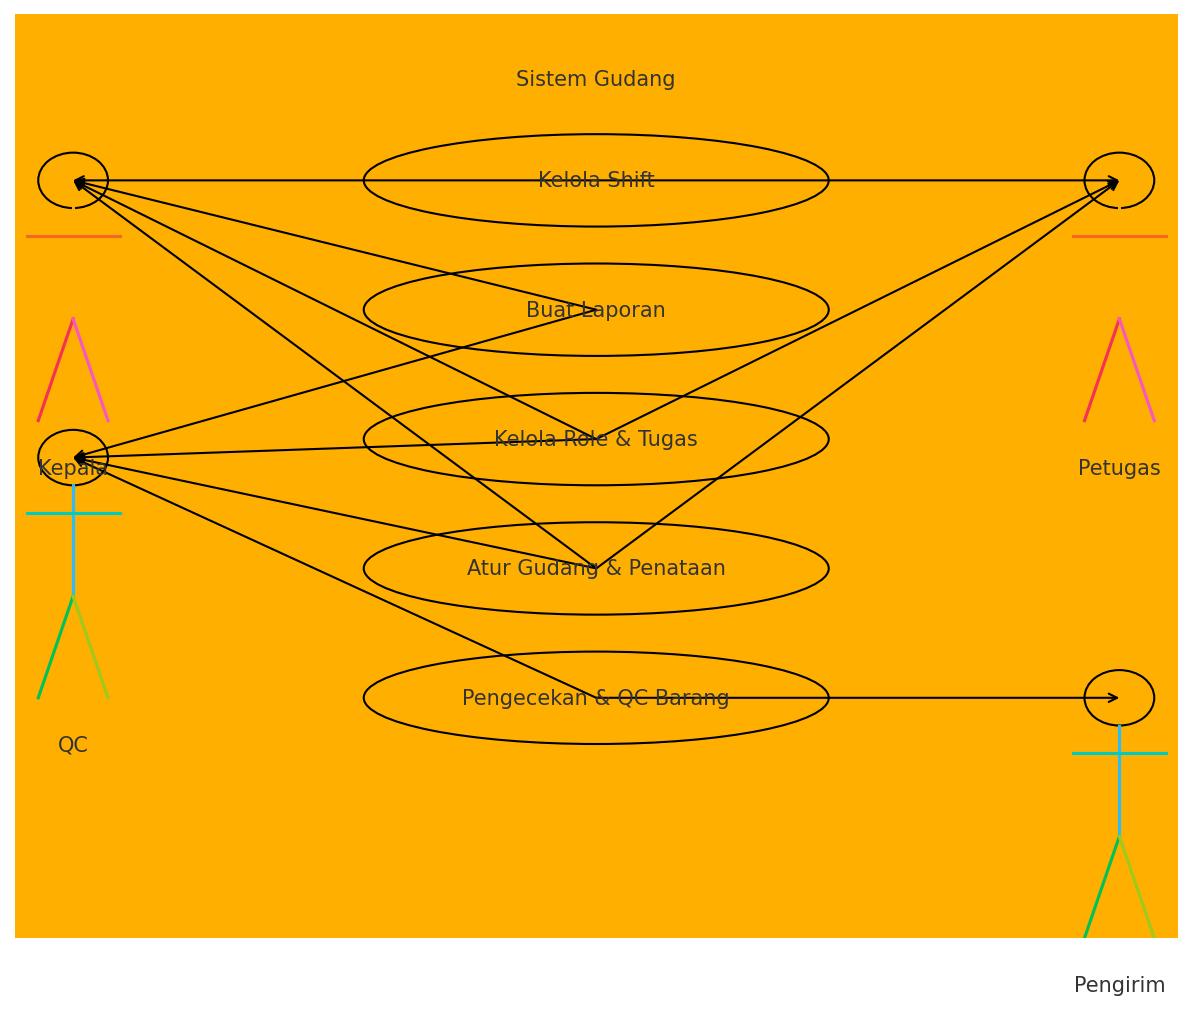 Sistem Gudang
Kelola Shift
Buat Laporan
Kelola Role & Tugas
Kepala
Petugas
Atur Gudang & Penataan
Pengecekan & QC Barang
QC
Pengirim